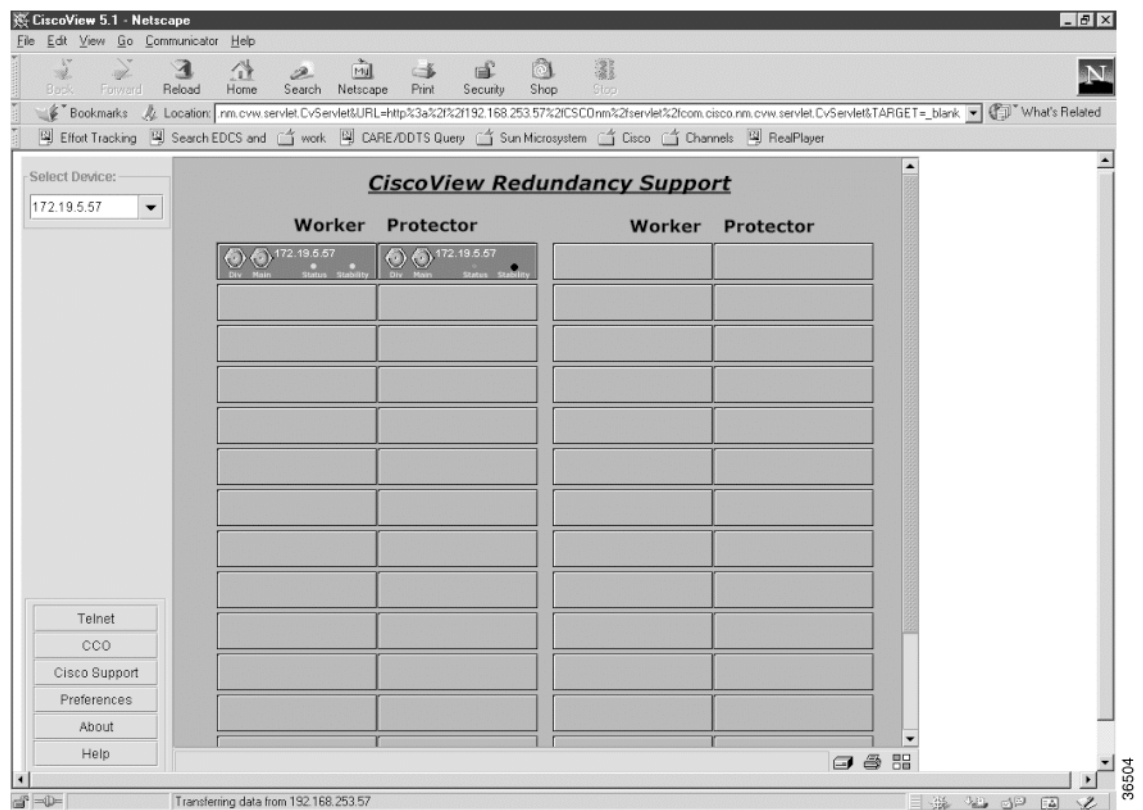 CiscoView 5.1 - Netscape
File Edit View Go Communicator Help
Back Forward Reload Home Search Netscape Print Security Shop Stop
My
N
Bookmarks Location: .nm.cvw.servlet.CvServlet&URL=http%3a%2f%2f192.168.253.57%2fCSCOnm%2fservlet%2fcom.cisco.nm.cvw.servlet.CvServlet&TARGET=_blank What's Related
Effort Tracking Search EDCS and work CARE/DDTS Query Sun Microsystem Cisco Channels RealPlayer
Select Device:
172.19.5.57
CiscoView Redundancy Support
Worker Protector Worker Protector
172.19.5.57 172.19.5.57
Div Main Status Stability Div Main Status Stability
Telnet
CCO
Cisco Support
Preferences
About
Help
Transferring data from 192.168.253.57
36504